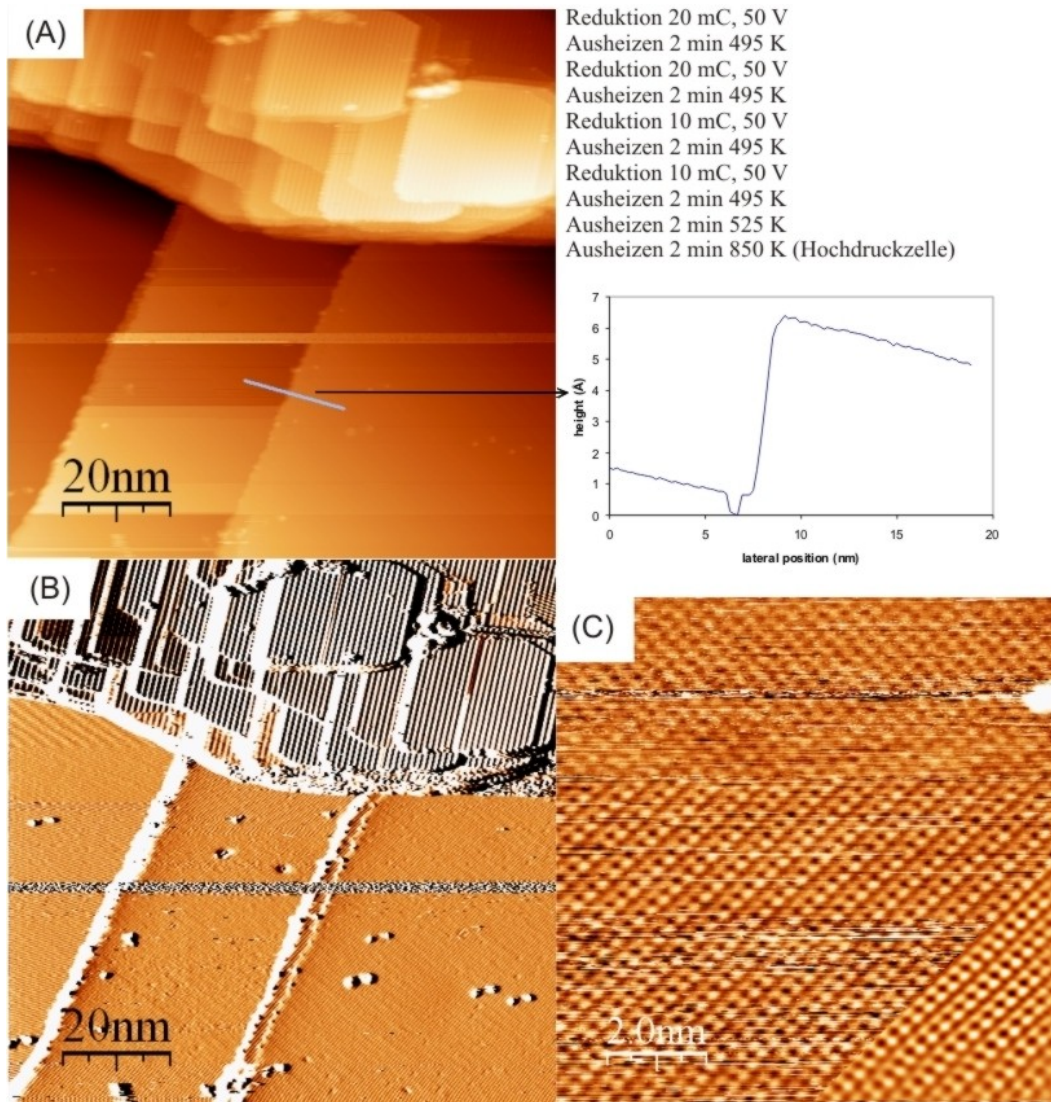 (A)
Reduktion 20 mC, 50 V
Ausheizen 2 min 495 K
Reduktion 20 mC, 50 V
Ausheizen 2 min 495 K
Reduktion 10 mC, 50 V
Ausheizen 2 min 495 K
Reduktion 10 mC, 50 V
Ausheizen 2 min 495 K
Ausheizen 2 min 525 K
Ausheizen 2 min 850 K (Hochdruckzelle)
20nm
height (Å)
7
6
5
4
3
2
1
0
0 5 10 15 20
lateral position (nm)
(B)
20nm
(C)
2.0nm